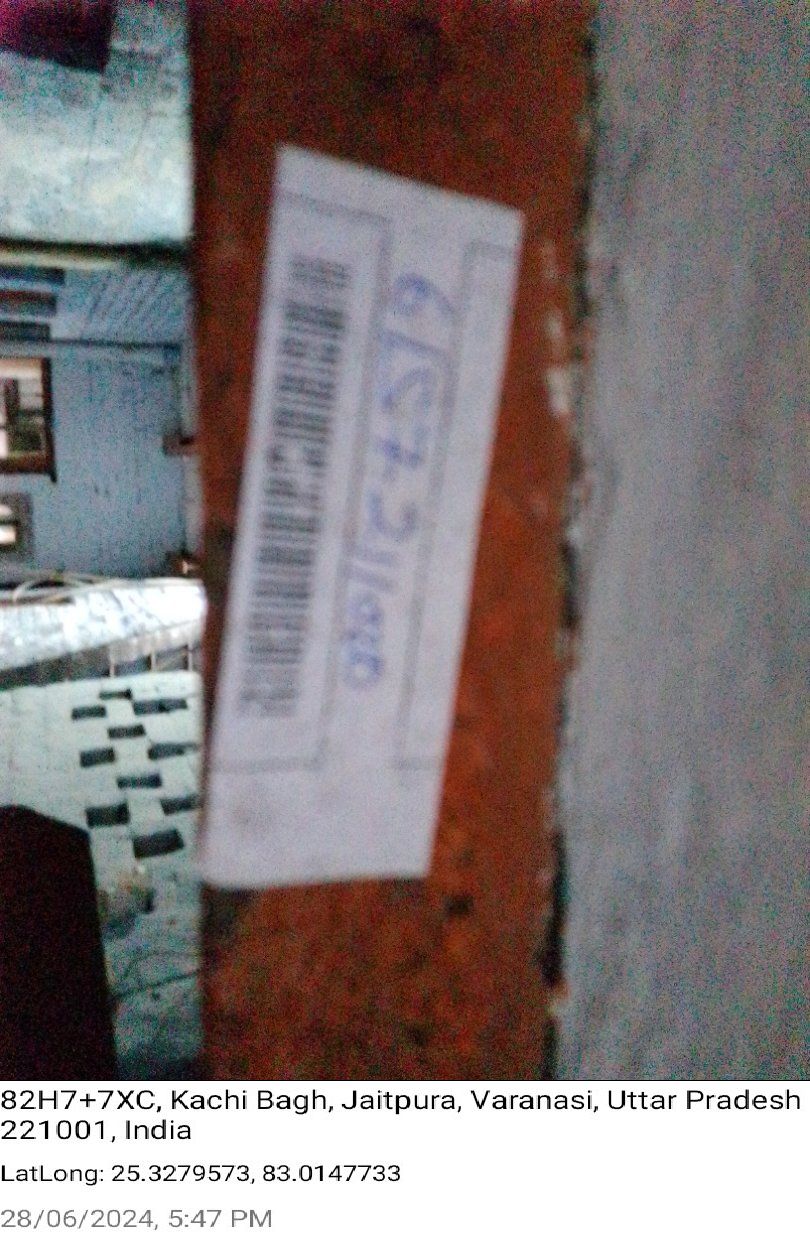 82H7+7XC, Kachi Bagh, Jaitpura, Varanasi, Uttar Pradesh
221001, India
LatLong: 25.3279573, 83.0147733
28/06/2024, 5:47 PM